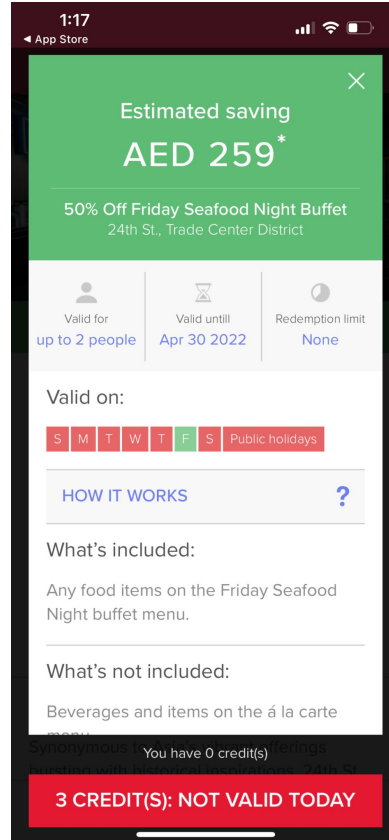 1:17
◀ App Store
Estimated saving
AED 259*
50% Off Friday Seafood Night Buffet
24th St., Trade Center District
Valid for
up to 2 people
Valid untill
Apr 30 2022
Redemption limit
None
Valid on:
S M T W T F S Public holidays
HOW IT WORKS ?
What's included:
Any food items on the Friday Seafood
Night buffet menu.
What's not included:
Beverages and items on the á la carte
menu.
You have 0 credit(s)
3 CREDIT(S): NOT VALID TODAY